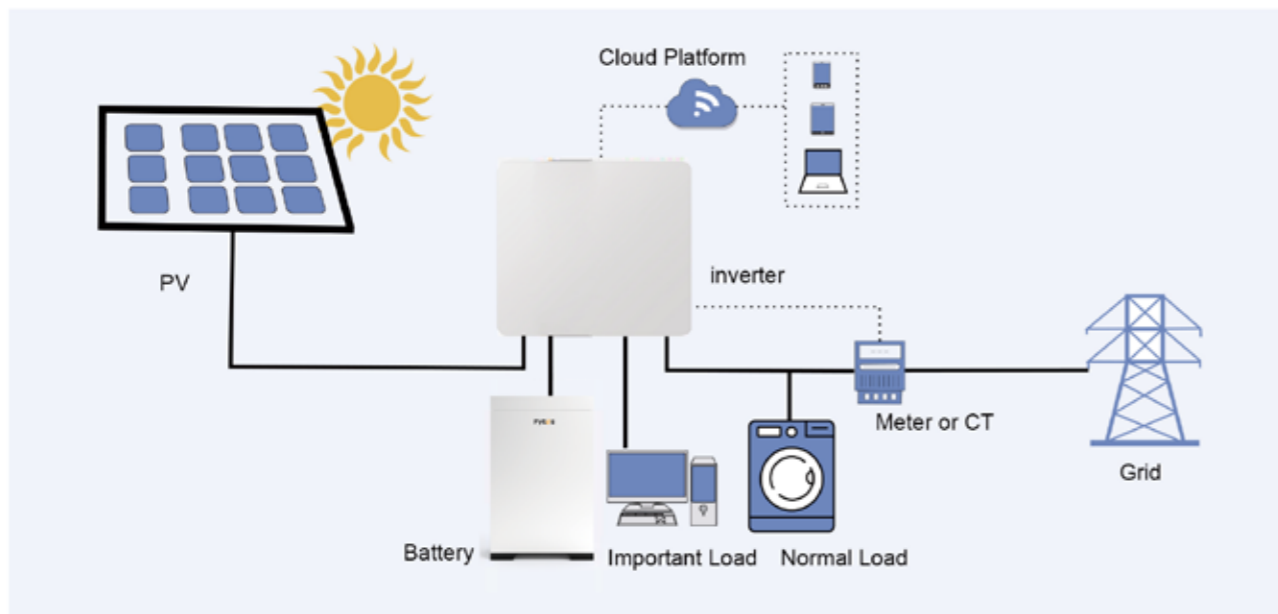 Cloud Platform
PV
inverter
Meter or CT
Grid
Battery
Important Load
Normal Load